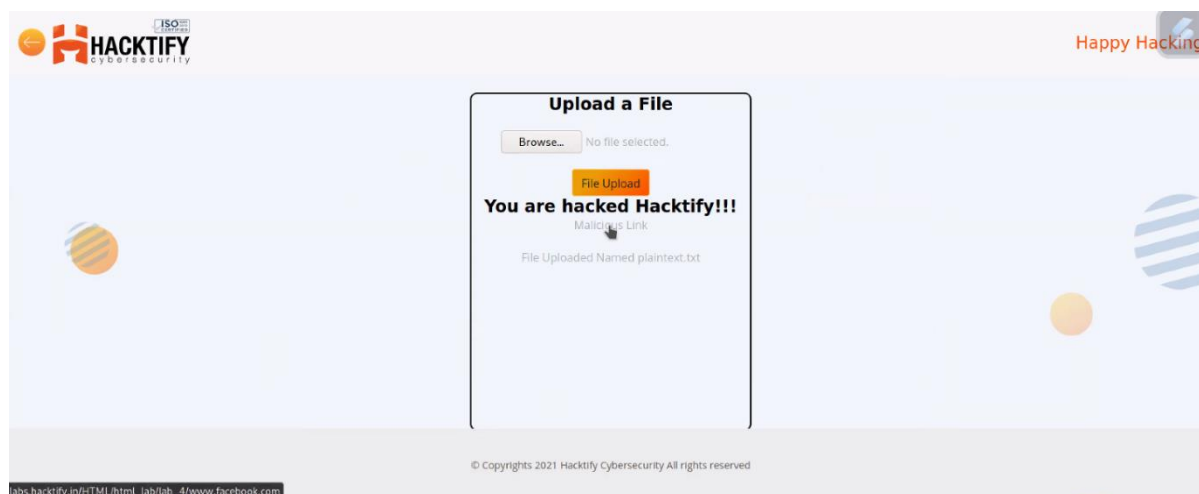 ISO
HACKTIFY
cybersecurity
Happy Hacking
Upload a File
Browse... No file selected.
File Upload
You are hacked Hacktify!!!
Malicious Link
File Uploaded Named plaintext.txt
© Copyrights 2021 Hacktify Cybersecurity All rights reserved
labs.hacktify.in/HTML/html_lab/lab_4/www.facebook.com